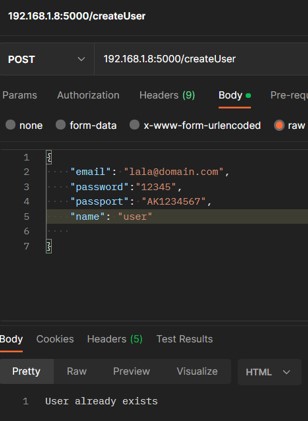 192.168.1.8:5000/createUser
POST 192.168.1.8:5000/createUser
Params Authorization Headers (9) Body Pre-requ
none form-data x-www-form-urlencoded raw
1 {
2 "email": "lala@domain.com",
3 "password":"12345",
4 "passport": "AK1234567",
5 "name": "user"
6
7 }
Body Cookies Headers (5) Test Results
Pretty Raw Preview Visualize HTML
1 User already exists